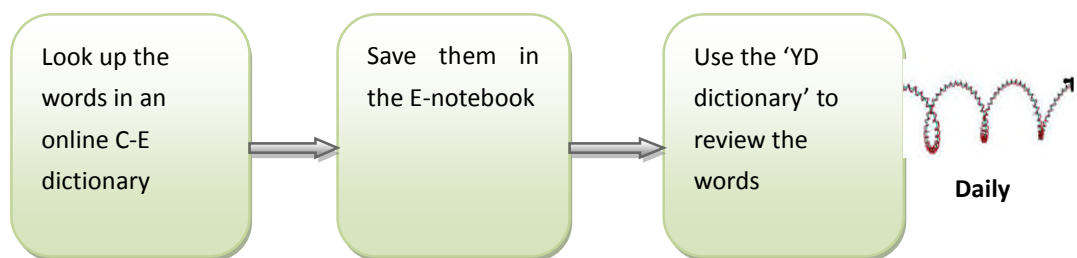 Look up the
words in an
online C-E
dictionary
Save them in
the E-notebook
Use the ‘YD
dictionary’ to
review the
words
Daily